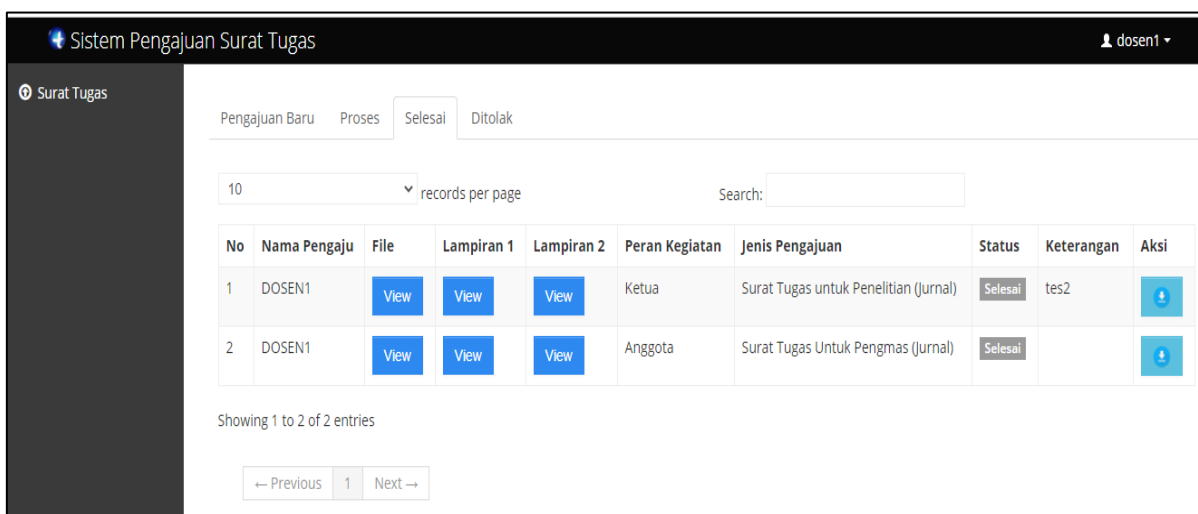 Sistem Pengajuan Surat Tugas
dosen1
Surat Tugas
Pengajuan Baru Proses Selesai Ditolak
10 records per page Search:
No Nama Pengaju File Lampiran 1 Lampiran 2 Peran Kegiatan Jenis Pengajuan Status Keterangan Aksi
1 DOSEN1 View View View Ketua Surat Tugas untuk Penelitian (Jurnal) Selesai tes2
2 DOSEN1 View View View Anggota Surat Tugas Untuk Pengmas (Jurnal) Selesai
Showing 1 to 2 of 2 entries
← Previous 1 Next →